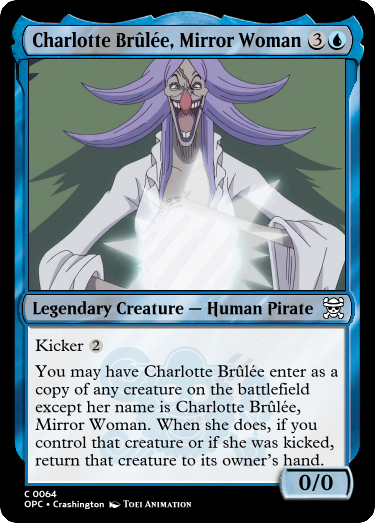 Charlotte Brûlée, Mirror Woman 3
Legendary Creature — Human Pirate
Kicker 2
You may have Charlotte Brûlée enter as a
copy of any creature on the battlefield
except her name is Charlotte Brûlée,
Mirror Woman. When she does, if you
control that creature or if she was kicked,
return that creature to its owner's hand.
0/0
C 0064
OPC • Crashington TOEI ANIMATION